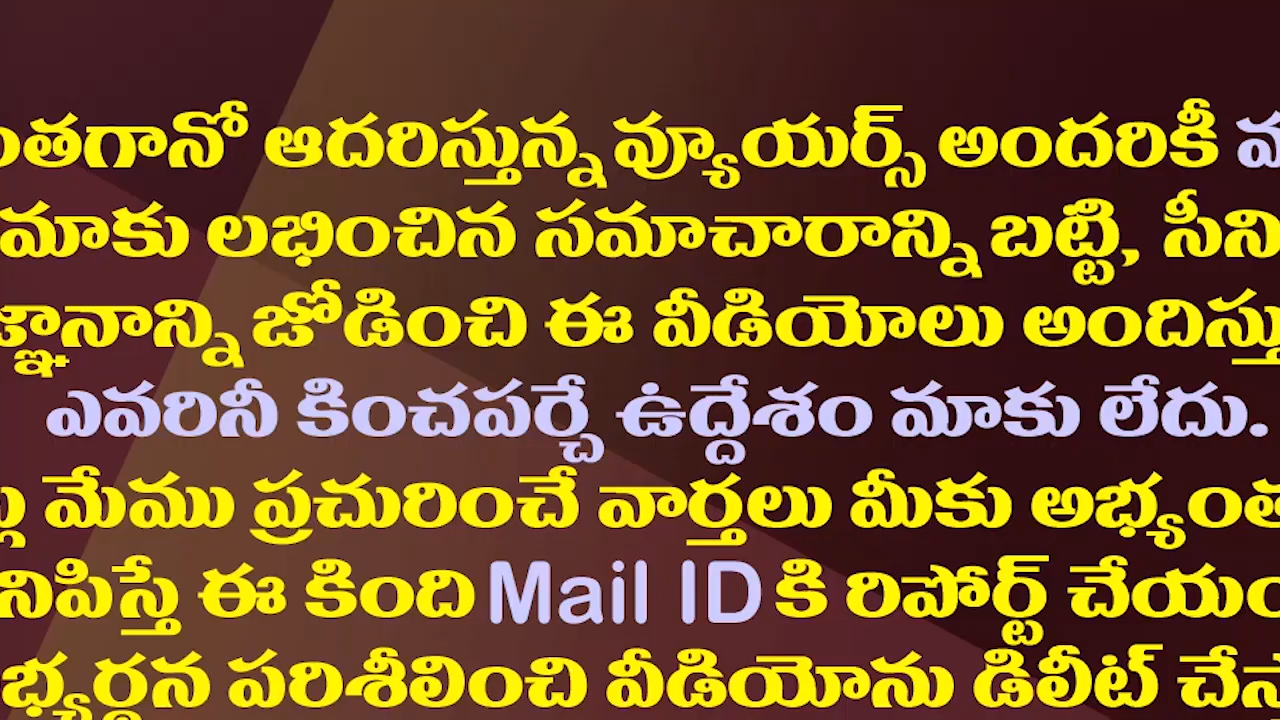 ఆదరిస్తున్న వ్యూయర్స్ అందరికీ
మాకు లభించిన సమాచారాన్ని బట్టి,
జోడించి ఈ వీడియోలు
ఎవరినీ కించపర్చే ఉద్దేశం మాకు లేదు.
మేము ప్రచురించే వార్తలు మీకు
ఈ కింది Mail ID కి రిపోర్ట్
పరిశీలించి వీడియోను డిలీట్